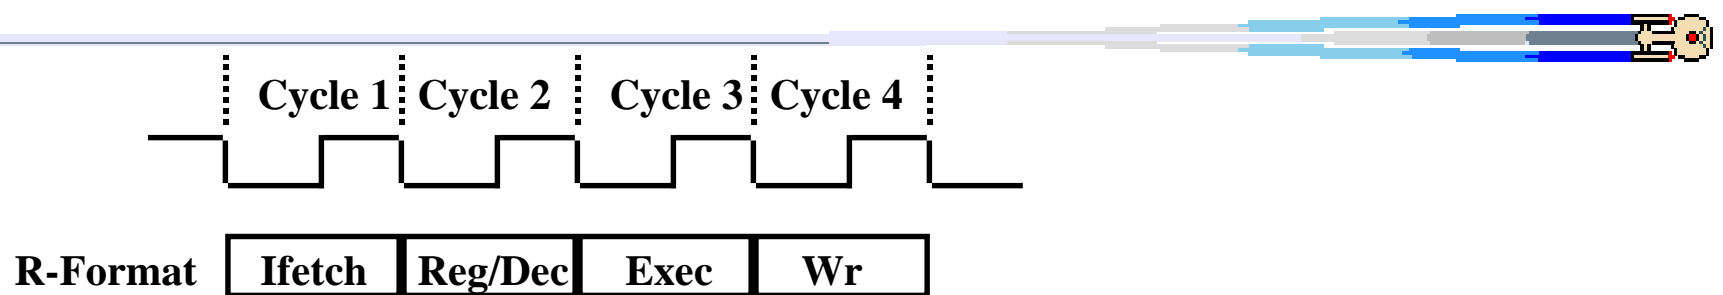 Cycle 1 Cycle 2 Cycle 3 Cycle 4
R-Format Ifetch Reg/Dec Exec Wr